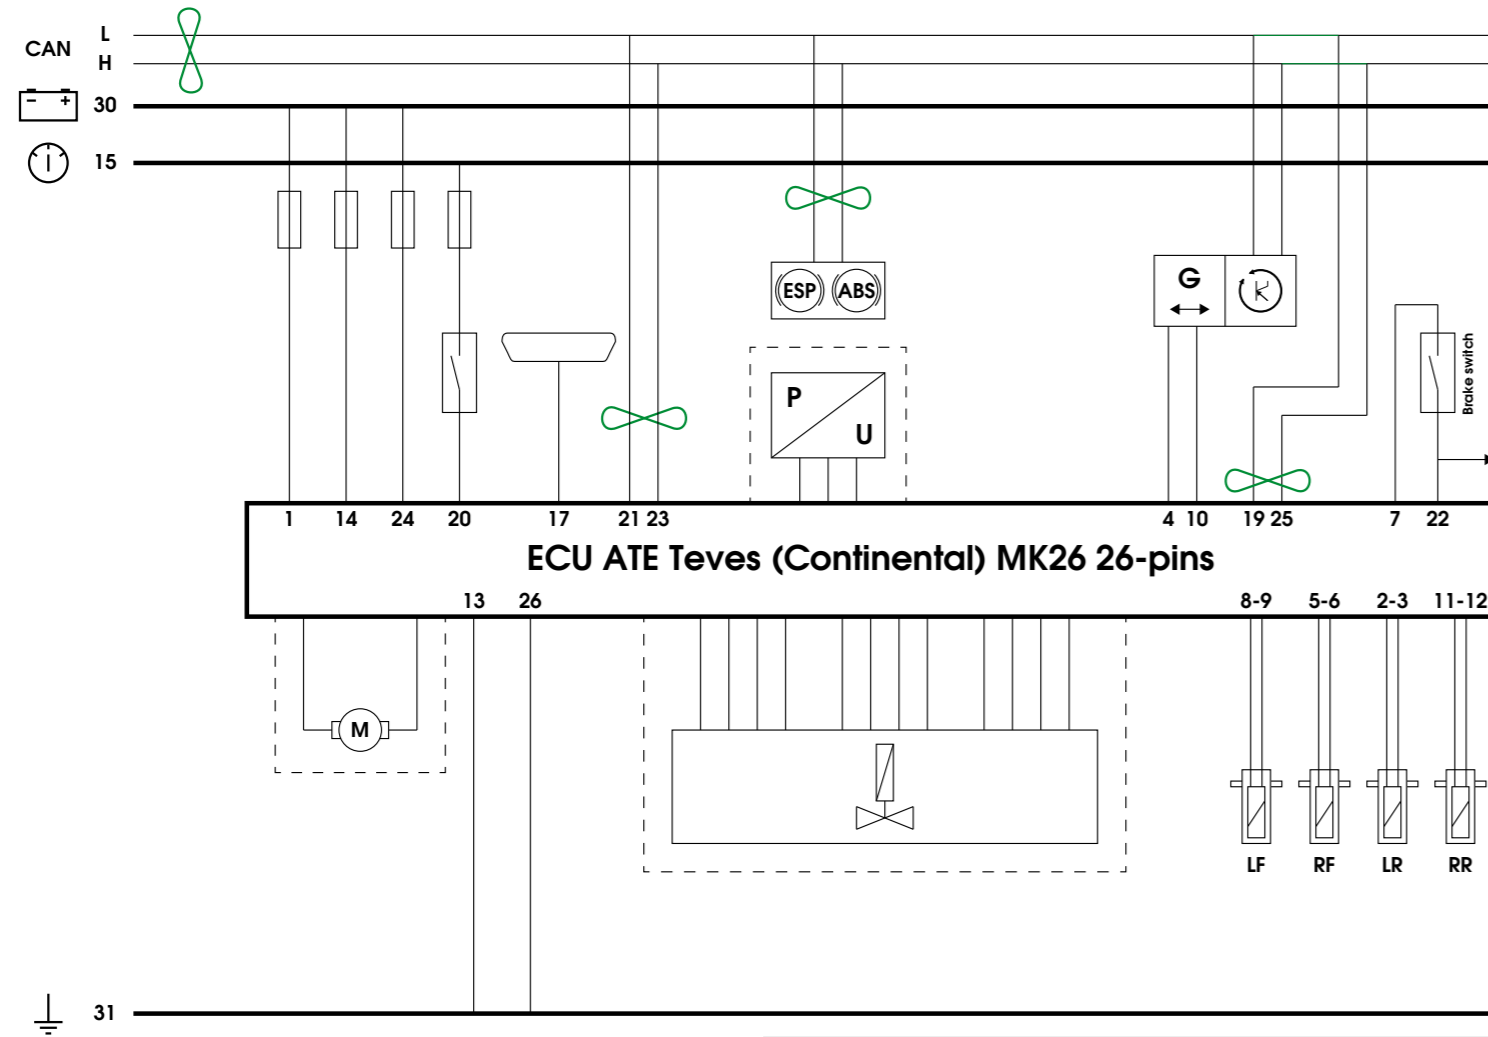 CAN L
H
- + 30
15
ESP ABS
G
P
U
Brake switch
1 14 24 20 17 21 23 4 10 19 25 7 22
ECU ATE Teves (Continental) MK26 26-pins
13 26 8-9 5-6 2-3 11-12
M
LF RF LR RR
31